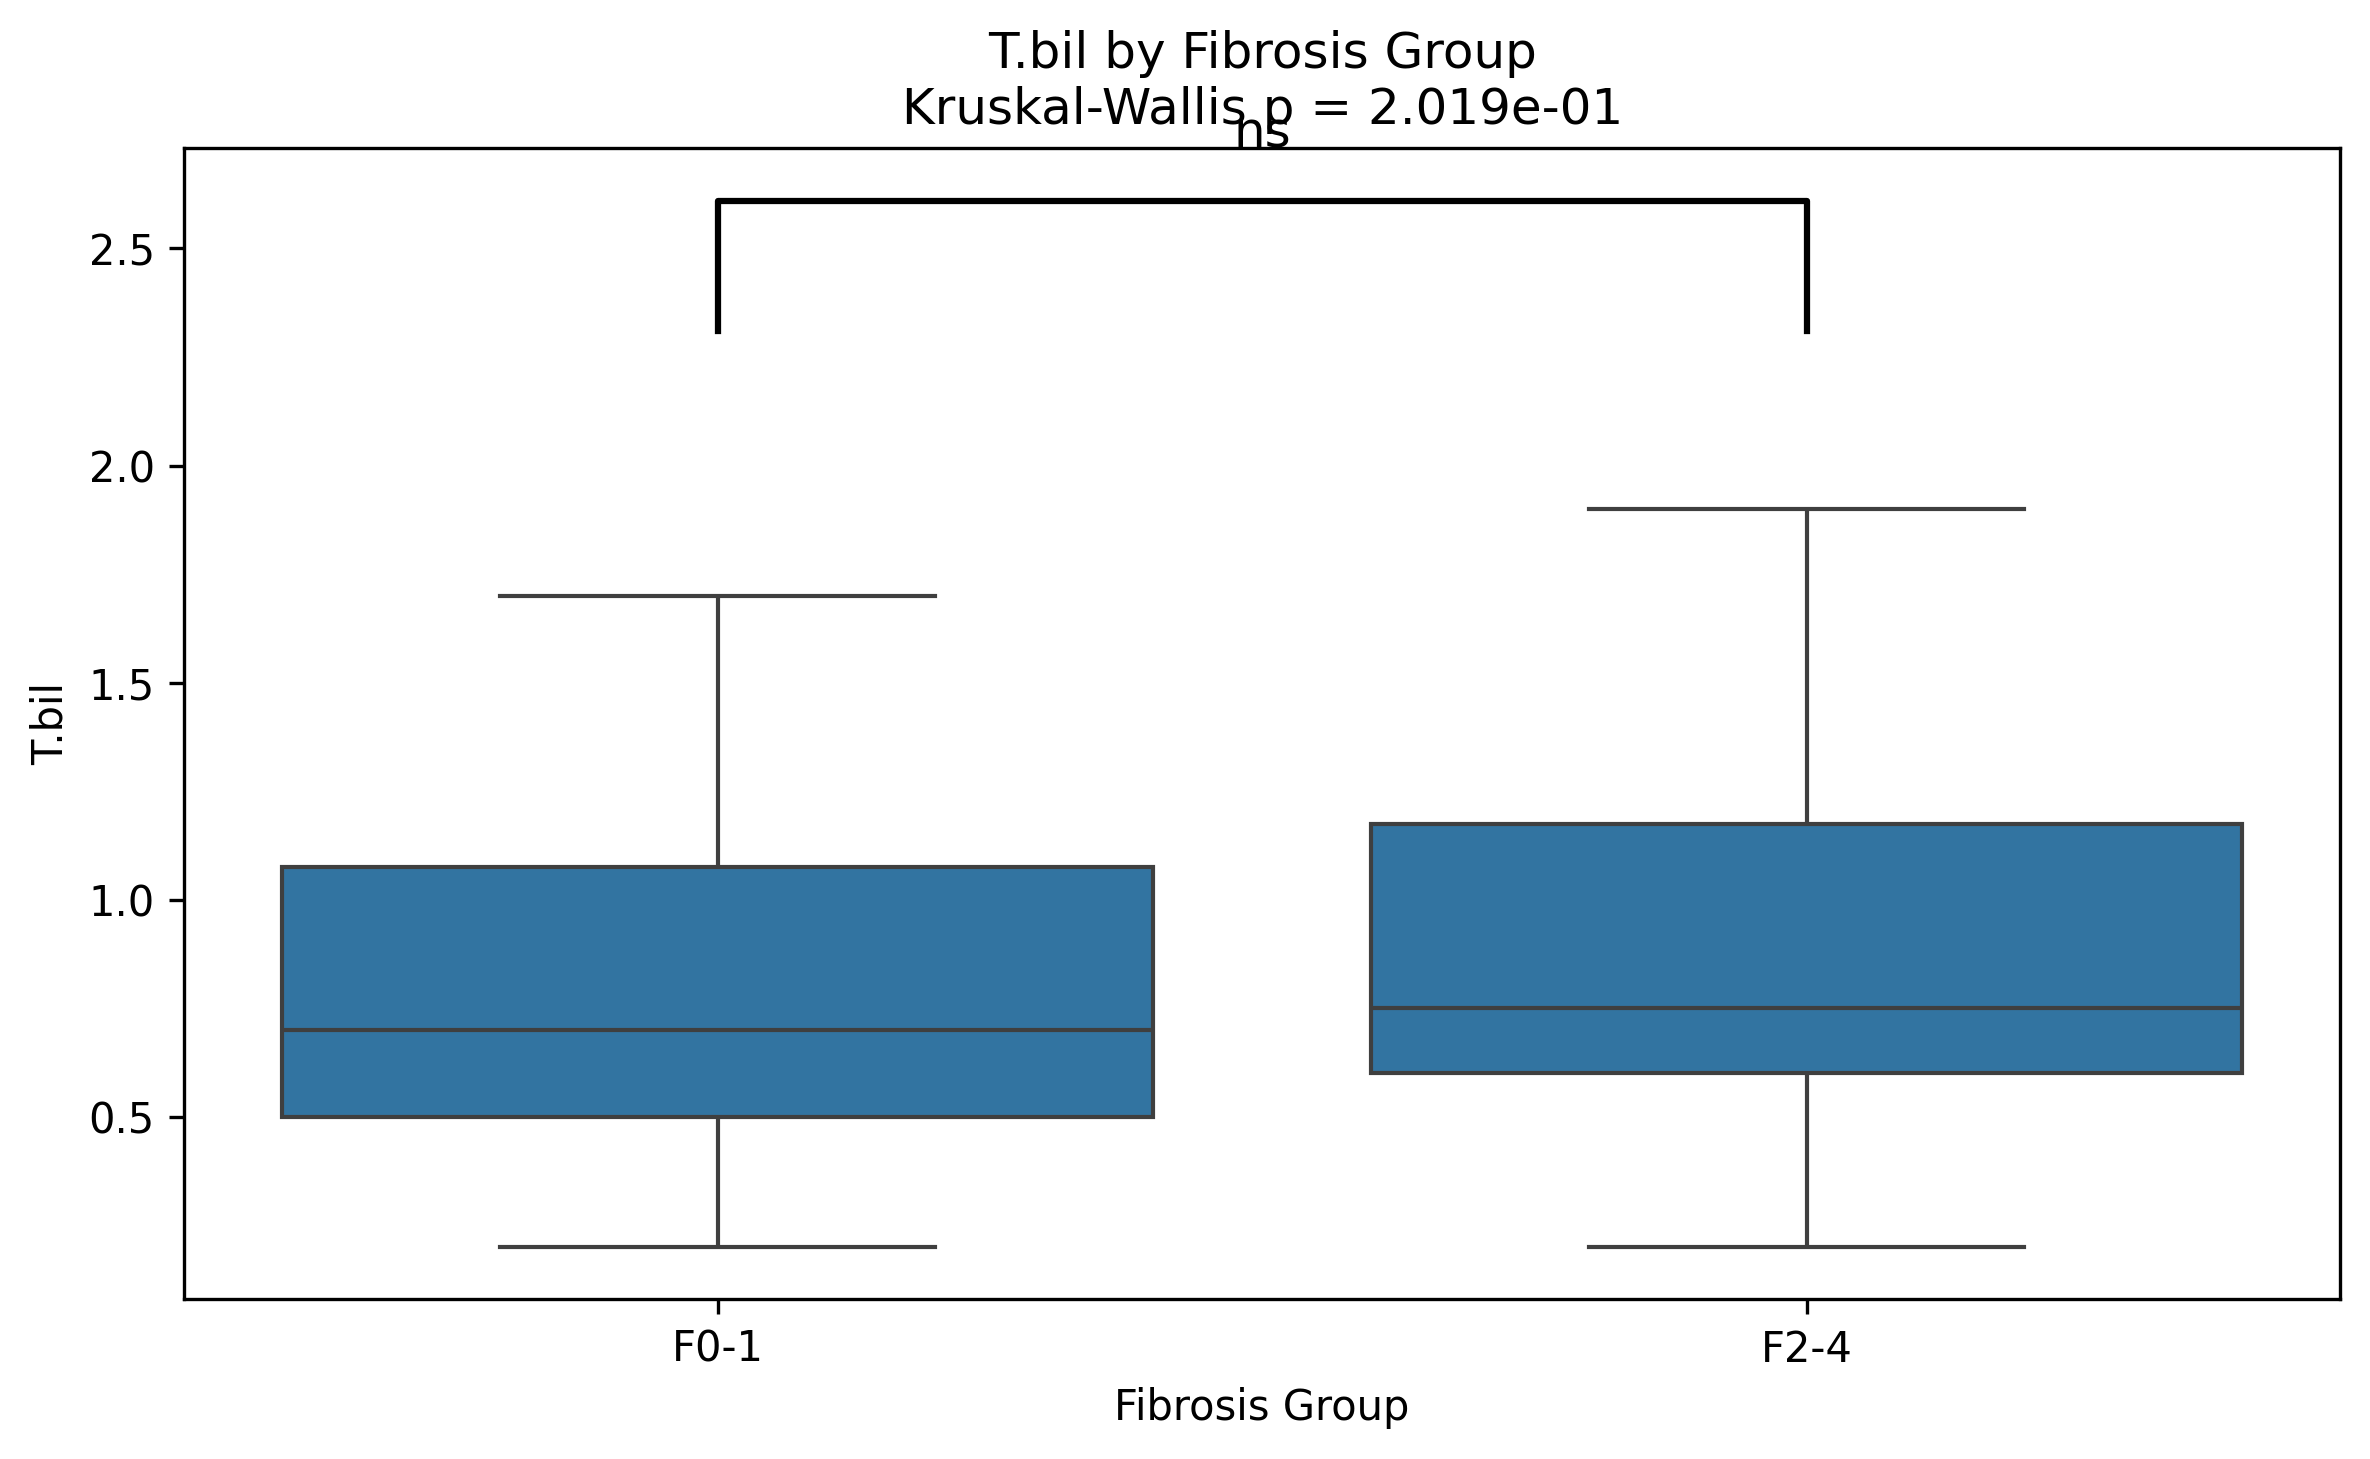 T.bil by Fibrosis Group
Kruskal-Wallis p = 2.019e-01
ns
2.5
2.0
1.5
1.0
0.5
T.bil
F0-1
F2-4
Fibrosis Group